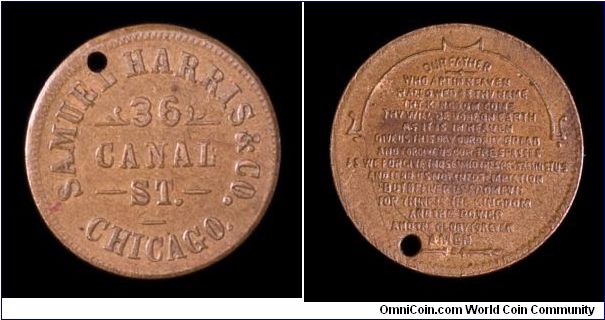 SAMUEL HARRIS & CO.
36
CANAL
ST.
CHICAGO.
OUR FATHER
WHO ART IN HEAVEN
HALLOWED BE THY NAME
THY KINGDOM COME
THY WILL BE DONE ON EARTH
AS IT IS IN HEAVEN
GIVE US THIS DAY OUR DAILY BREAD
AND FORGIVE US OUR TRESPASSES
AS WE FORGIVE THOSE WHO TRESPASS AGAINST US
AND LEAD US NOT INTO TEMPTATION
BUT DELIVER US FROM EVIL
FOR THINE IS THE KINGDOM
AND THE POWER
AND THE GLORY FOREVER
AMEN
OmniCoin.com World Coin Community